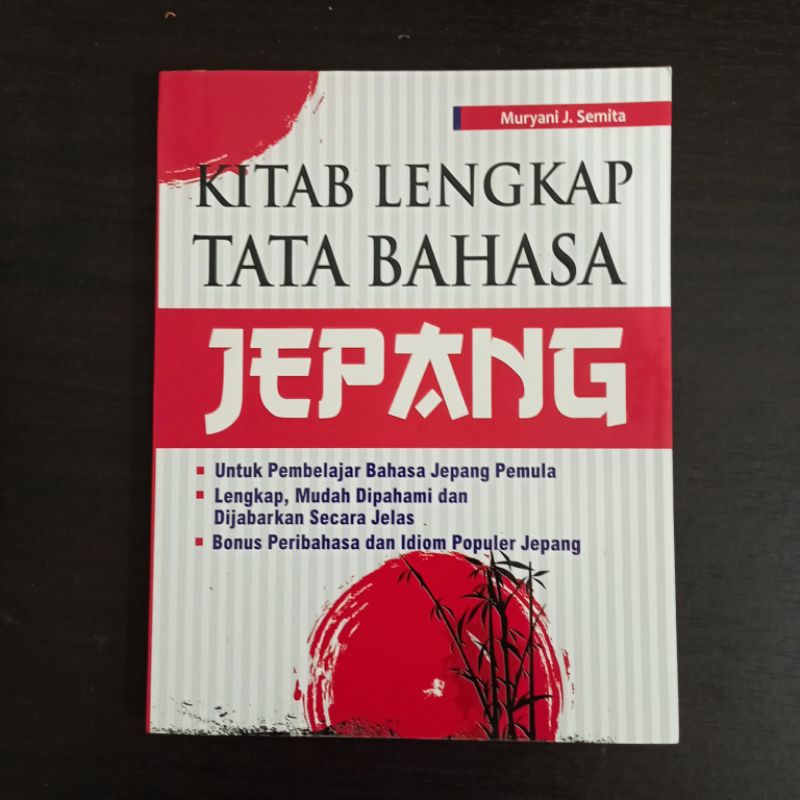 Muryani J. Semita
KITAB LENGKAP
TATA BAHASA
JEPANG
▪ Untuk Pembelajar Bahasa Jepang Pemula
▪ Lengkap, Mudah Dipahami dan
Dijabarkan Secara Jelas
▪ Bonus Peribahasa dan Idiom Populer Jepang